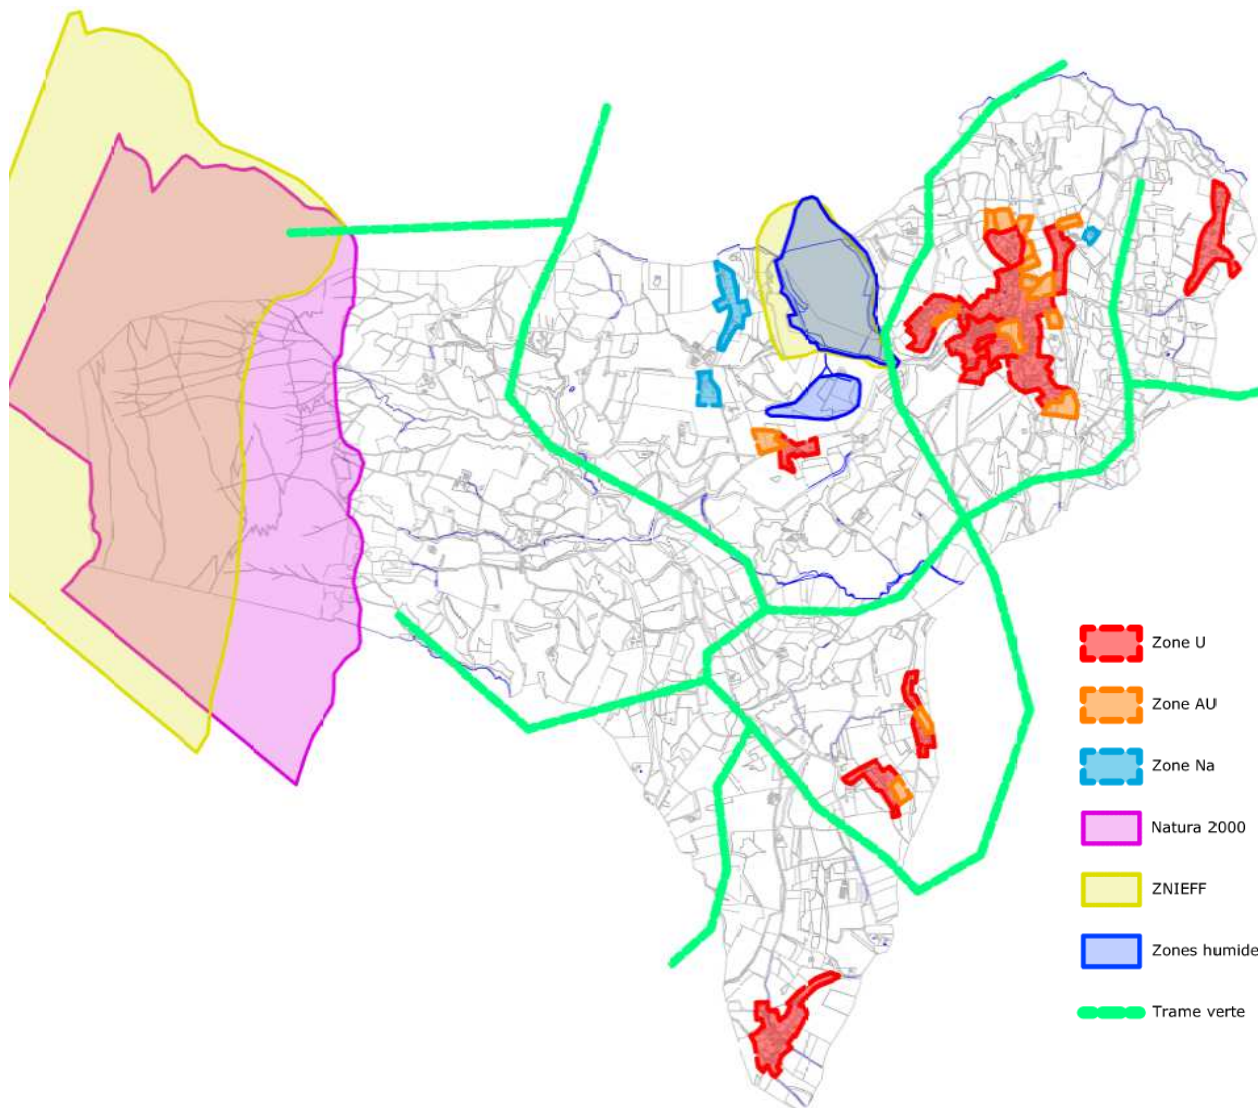 Zone U
Zone AU
Zone Na
Natura 2000
ZNIEFF
Zones humide
Trame verte